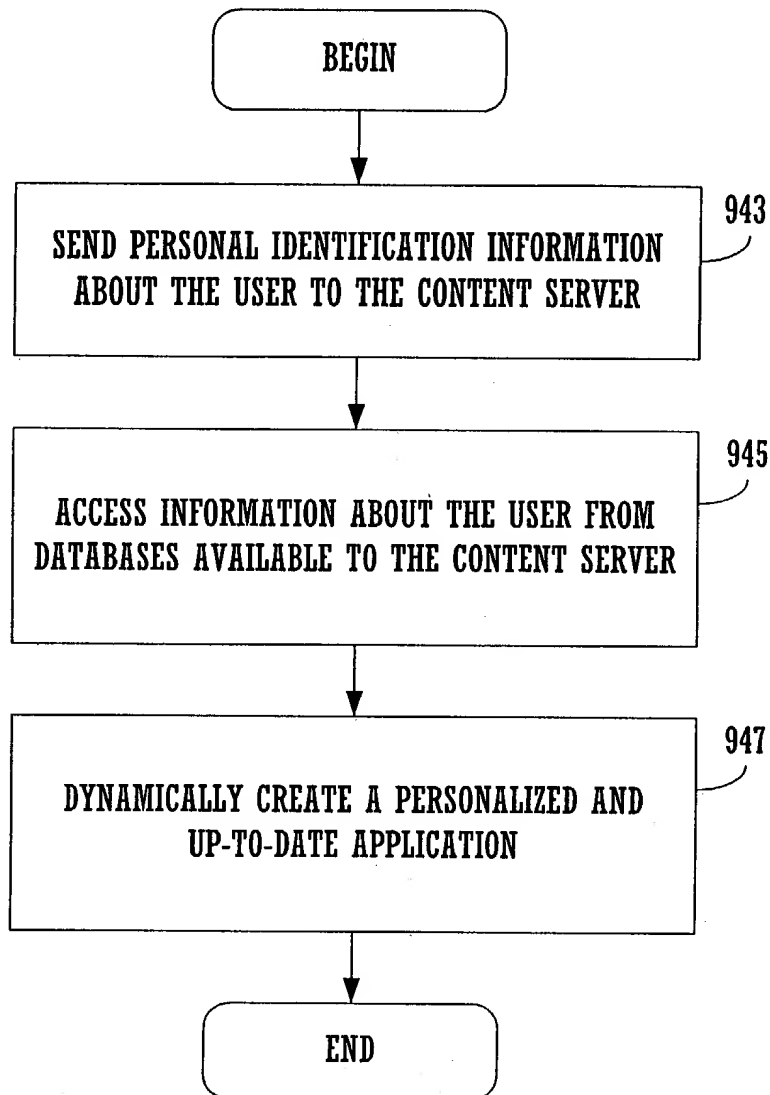 BEGIN
943
SEND PERSONAL IDENTIFICATION INFORMATION
ABOUT THE USER TO THE CONTENT SERVER
945
ACCESS INFORMATION ABOUT THE USER FROM
DATABASES AVAILABLE TO THE CONTENT SERVER
947
DYNAMICALLY CREATE A PERSONALIZED AND
UP-TO-DATE APPLICATION
END